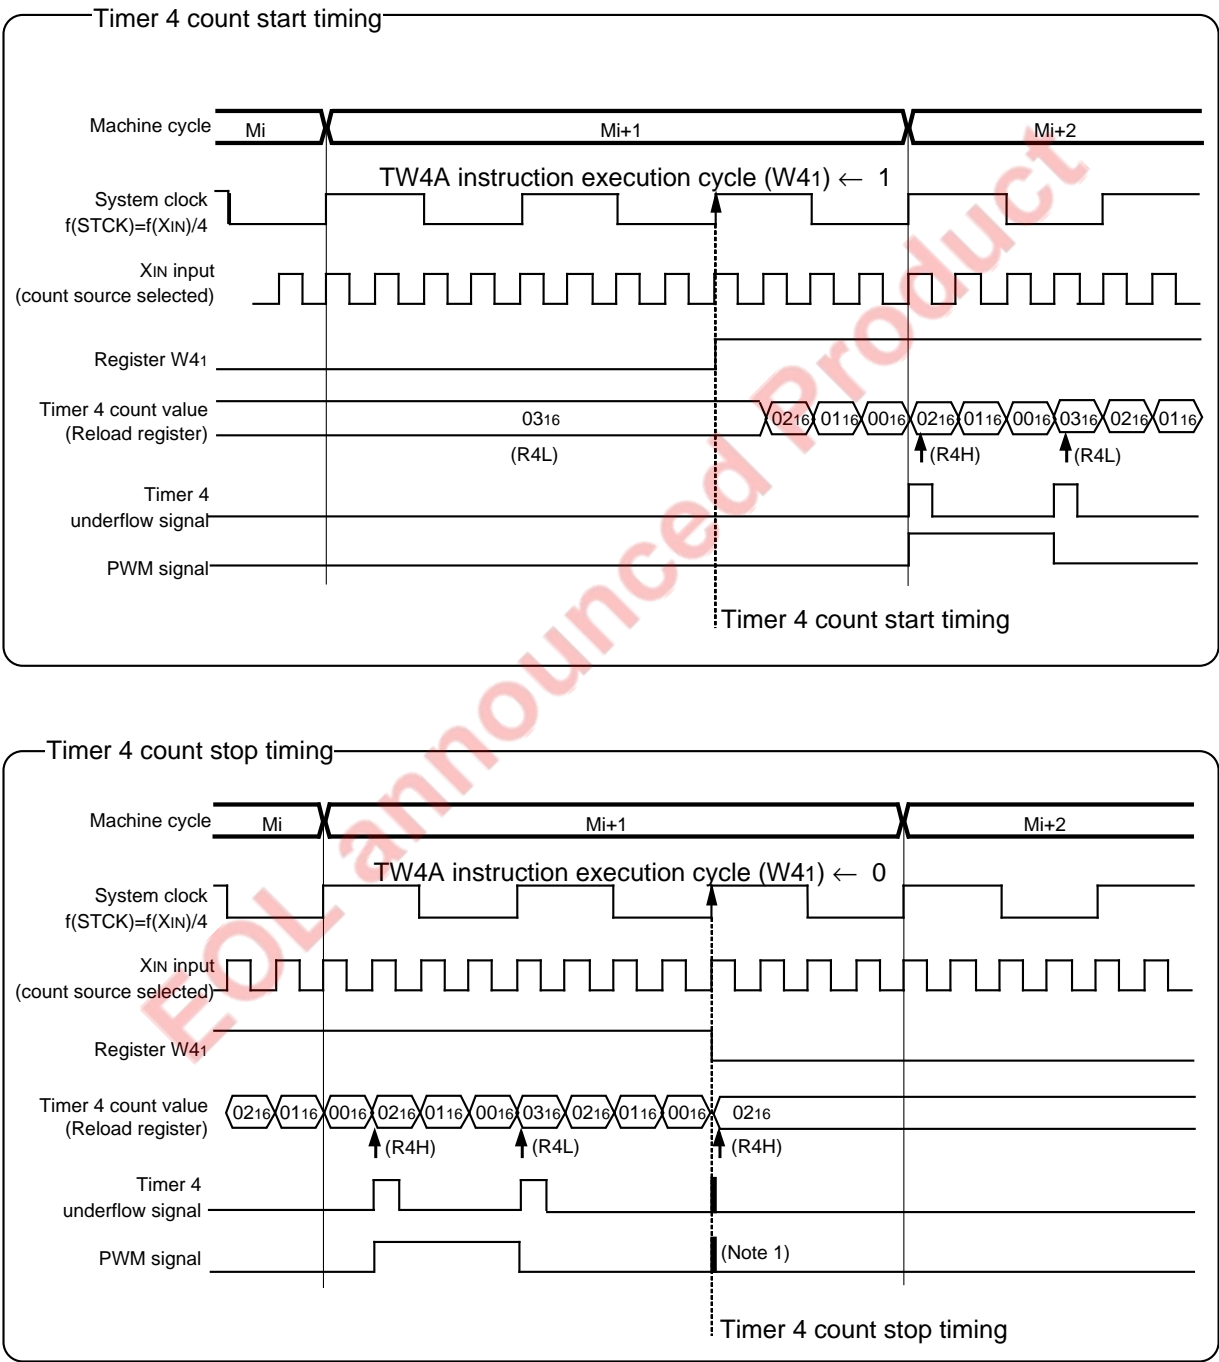 Timer 4 count start timing
Machine cycle Mi Mi+1 Mi+2
TW4A instruction execution cycle (W41) ← 1
System clock
f(STCK)=f(XIN)/4
XIN input
(count source selected)
Register W41
Timer 4 count value
(Reload register)
0316 0216 0116 0016 0216 0116 0016 0316 0216 0116
(R4L) (R4H) (R4L)
Timer 4
underflow signal
PWM signal
Timer 4 count start timing
Timer 4 count stop timing
Machine cycle Mi Mi+1 Mi+2
TW4A instruction execution cycle (W41) ← 0
System clock
f(STCK)=f(XIN)/4
XIN input
(count source selected)
Register W41
Timer 4 count value
(Reload register)
0216 0116 0016 0216 0116 0016 0316 0216 0116 0016 0216
(R4H) (R4L) (R4H)
Timer 4
underflow signal
PWM signal (Note 1)
Timer 4 count stop timing
EOL announced Product